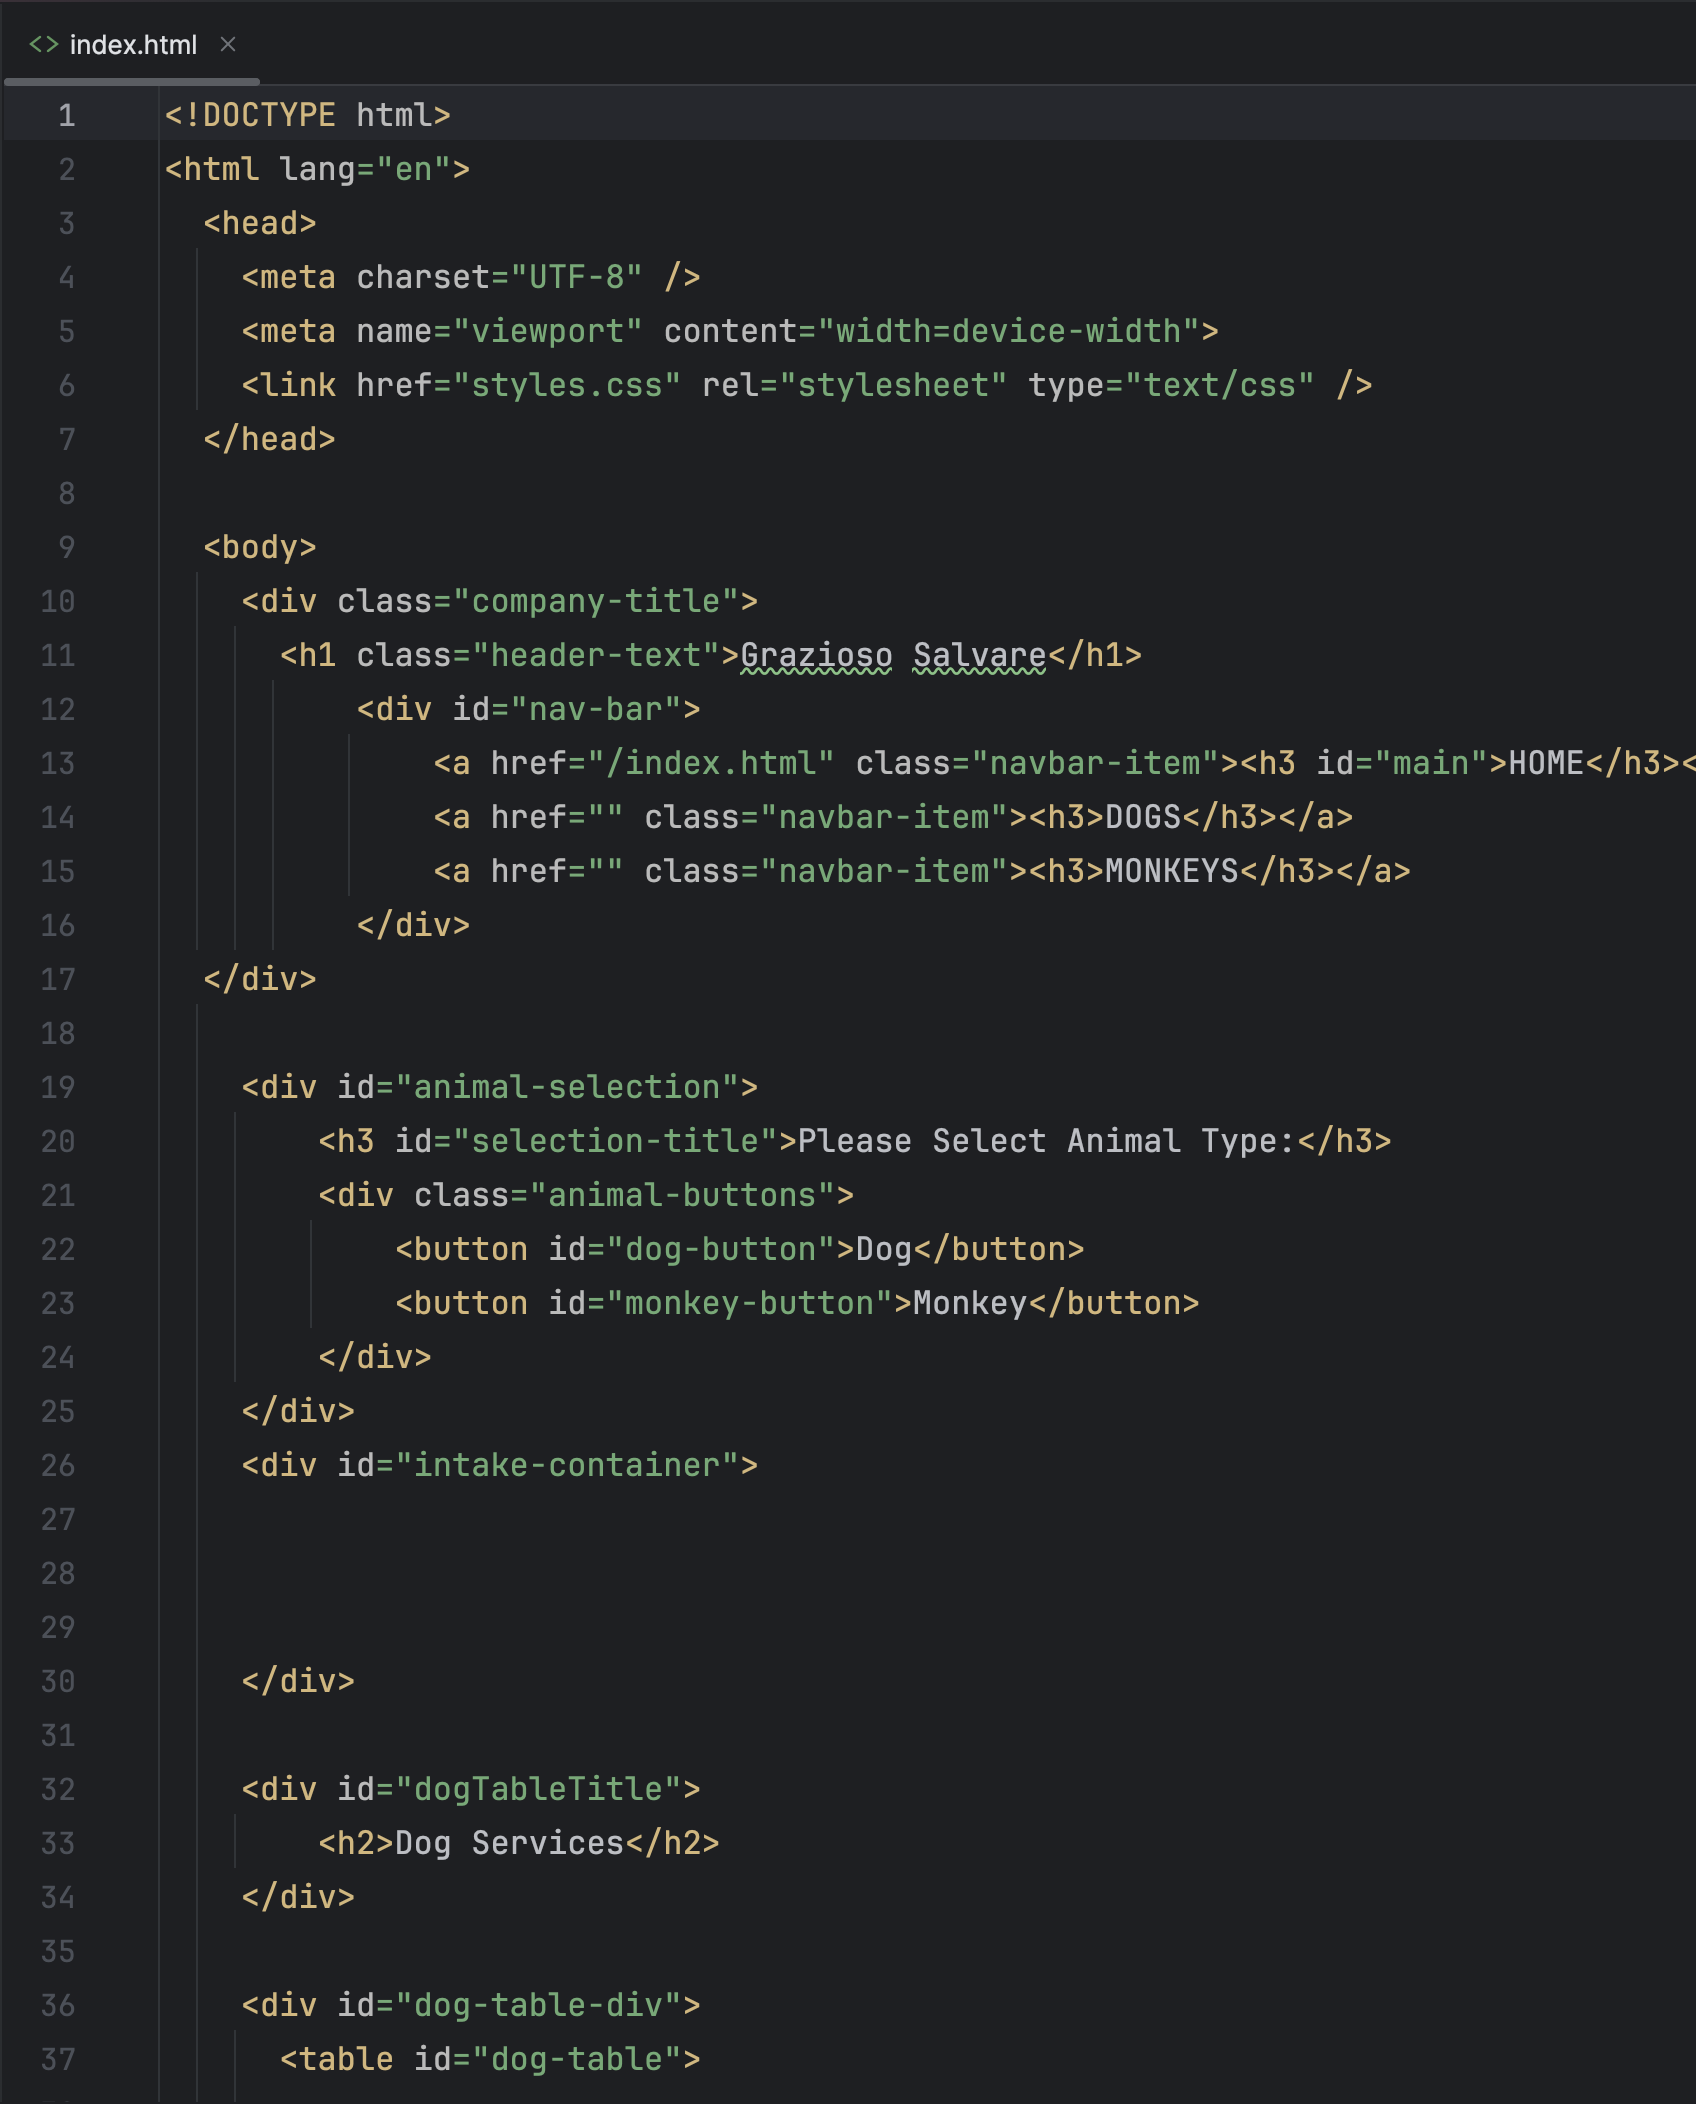 index.html
1 <!DOCTYPE html>
2 <html lang="en">
3   <head>
4     <meta charset="UTF-8" />
5     <meta name="viewport" content="width=device-width">
6     <link href="styles.css" rel="stylesheet" type="text/css" />
7   </head>
8
9   <body>
10     <div class="company-title">
11       <h1 class="header-text">Grazioso Salvare</h1>
12           <div id="nav-bar">
13               <a href="/index.html" class="navbar-item"><h3 id="main">HOME</h3><
14               <a href="" class="navbar-item"><h3>DOGS</h3></a>
15               <a href="" class="navbar-item"><h3>MONKEYS</h3></a>
16           </div>
17   </div>
18
19     <div id="animal-selection">
20         <h3 id="selection-title">Please Select Animal Type:</h3>
21         <div class="animal-buttons">
22             <button id="dog-button">Dog</button>
23             <button id="monkey-button">Monkey</button>
24         </div>
25     </div>
26     <div id="intake-container">
27
28
29
30     </div>
31
32     <div id="dogTableTitle">
33         <h2>Dog Services</h2>
34     </div>
35
36     <div id="dog-table-div">
37       <table id="dog-table">